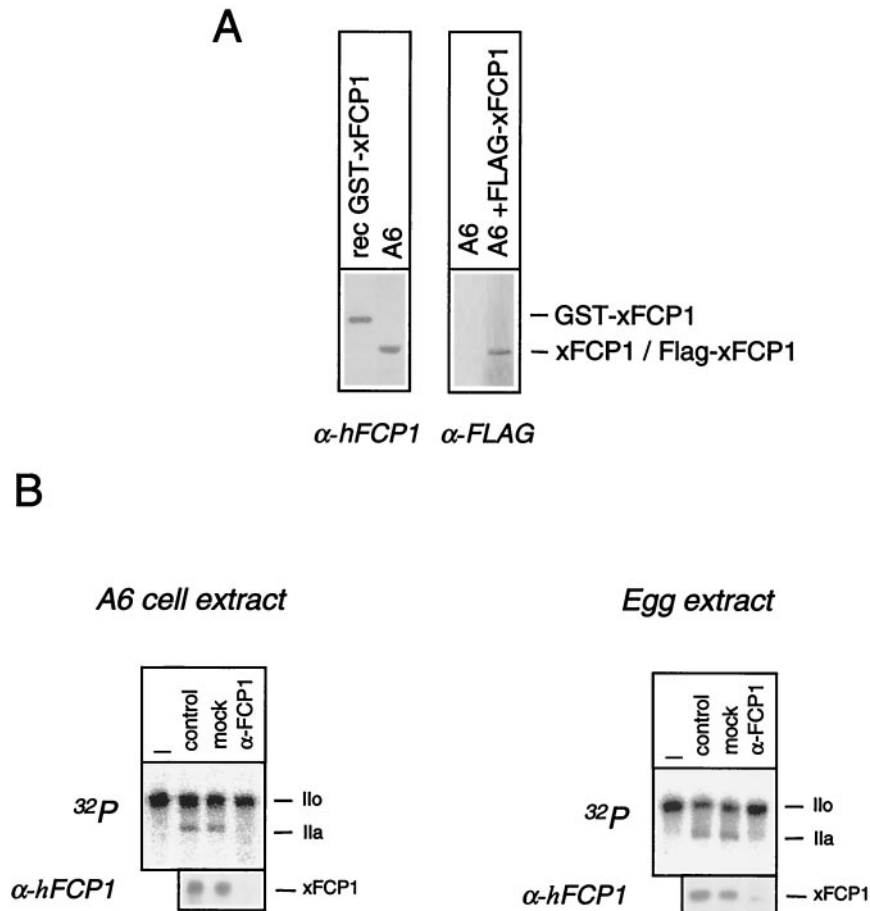 A
rec GST-xFCP1
A6
A6
A6 +FLAG-xFCP1
– GST-xFCP1
– xFCP1 / Flag-xFCP1
α-hFCP1
α-FLAG
B
A6 cell extract
Egg extract
–
control
mock
α-FCP1
–
control
mock
α-FCP1
32P
– IIo
– IIa
32P
– IIo
– IIa
α-hFCP1
– xFCP1
α-hFCP1
– xFCP1